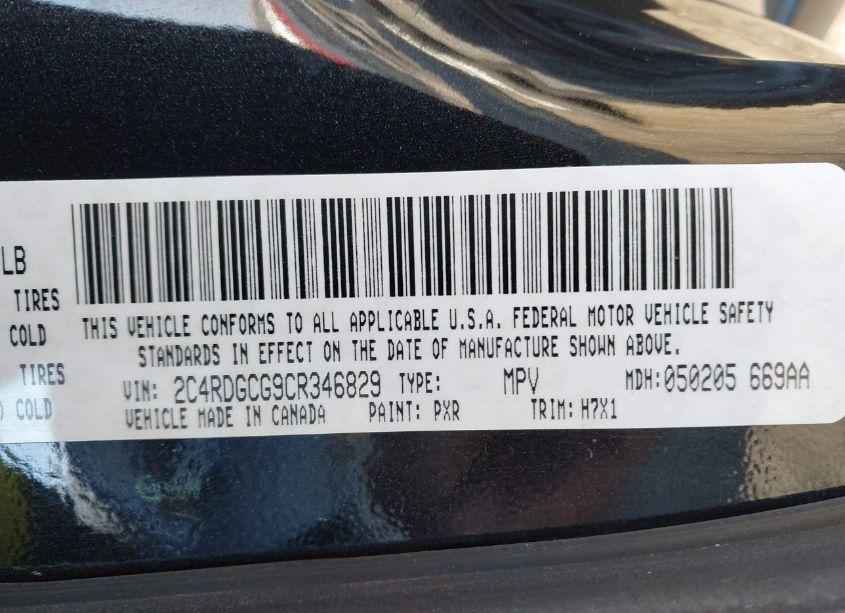 LB
TIRES
COLD
TIRES
COLD
THIS VEHICLE CONFORMS TO ALL APPLICABLE U.S.A. FEDERAL MOTOR VEHICLE SAFETY
STANDARDS IN EFFECT ON THE DATE OF MANUFACTURE SHOWN ABOVE.
VIN: 2C4RDGCG9CR346829 TYPE: MPV MDH:050205 669AA
VEHICLE MADE IN CANADA PAINT: PXR TRIM: H7X1